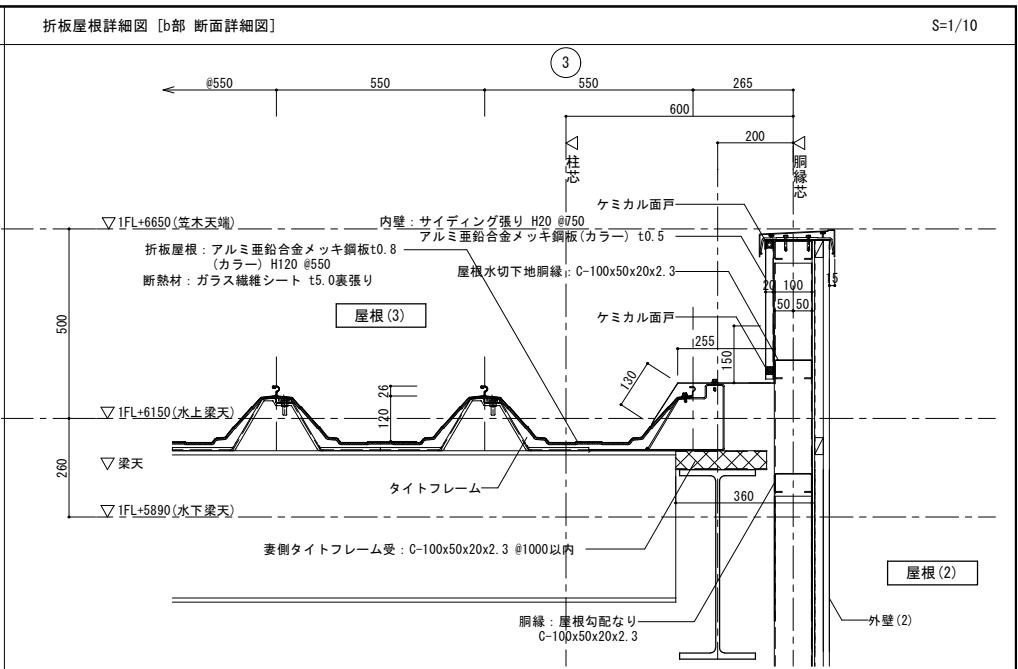 折板屋根詳細図 [b部 断面詳細図]
S=1/10
3
@550
550
550
265
600
200
柱芯
胴縁芯
ケミカル面戸
▽1FL+6650(笠木天端)
内壁：サイディング張り H20 @750
アルミ亜鉛合金メッキ鋼板(カラー) t0.5
折板屋根：アルミ亜鉛合金メッキ鋼板t0.8
(カラー) H120 @550
断熱材：ガラス繊維シート t5.0裏張り
屋根水切下地胴縁：C-100x50x20x2.3
20
100
15
50
50
屋根(3)
ケミカル面戸
500
255
150
130
26
120
▽1FL+6150(水上梁天)
▽梁天
260
タイトフレーム
360
▽1FL+5890(水下梁天)
妻側タイトフレーム受：C-100x50x20x2.3 @1000以内
屋根(2)
胴縁：屋根勾配なり
C-100x50x20x2.3
外壁(2)